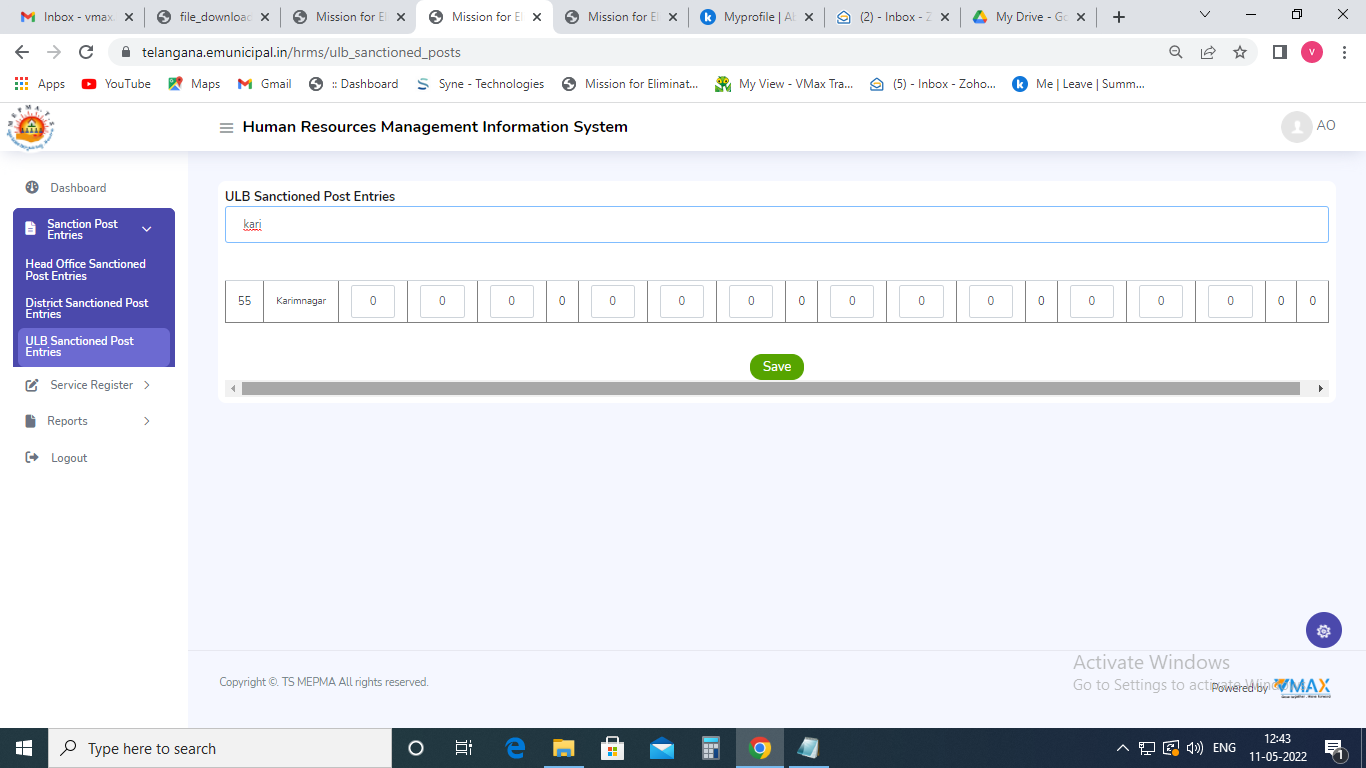 Inbox - vmax.
file_download
Mission for El
Mission for El
Mission for El
Myprofile | Al
(2) - Inbox - Z
My Drive - Go
telangana.emunicipal.in/hrms/ulb_sanctioned_posts
V
Apps
YouTube
Maps
Gmail
:: Dashboard
Syne - Technologies
Mission for Eliminat...
My View - VMax Tra...
(5) - Inbox - Zoho...
Me | Leave | Summ...
Human Resources Management Information System
AO
Dashboard
Sanction Post
Entries
Head Office Sanctioned
Post Entries
District Sanctioned Post
Entries
ULB Sanctioned Post
Entries
Service Register
Reports
Logout
ULB Sanctioned Post Entries
kari
55 Karimnagar 0 0 0 0 0 0 0 0 0 0 0 0 0 0 0 0 0
Save
Activate Windows
Go to Settings to activate Windows.
Copyright ©. TS MEPMA All rights reserved.
Powered by VMAX
Type here to search
ENG
12:43
11-05-2022
1